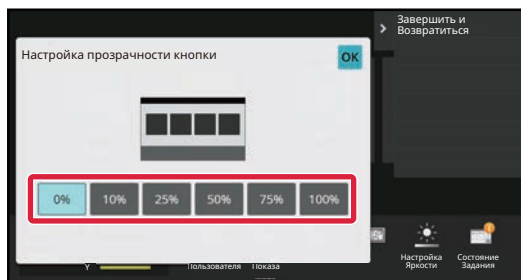 Завершить и
Возвратиться
Настройка прозрачности кнопки
OK
0% 10% 25% 50% 75% 100%
Настройка
Яркости
Состояние
Задания
Y
Пользователя
Показа